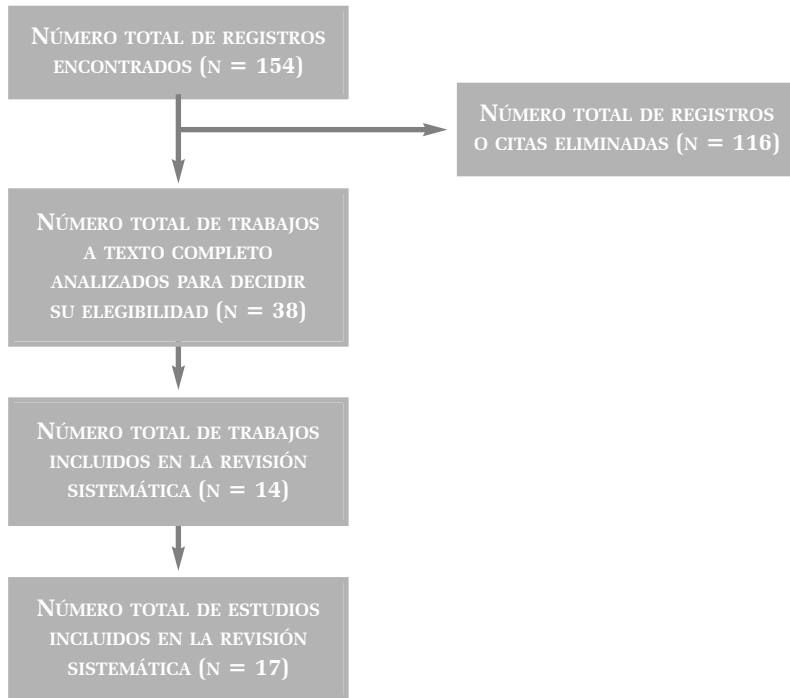 NÚMERO TOTAL DE REGISTROS
ENCONTRADOS (N = 154)
NÚMERO TOTAL DE REGISTROS
O CITAS ELIMINADAS (N = 116)
NÚMERO TOTAL DE TRABAJOS
A TEXTO COMPLETO
ANALIZADOS PARA DECIDIR
SU ELEGIBILIDAD (N = 38)
NÚMERO TOTAL DE TRABAJOS
INCLUIDOS EN LA REVISIÓN
SISTEMÁTICA (N = 14)
NÚMERO TOTAL DE ESTUDIOS
INCLUIDOS EN LA REVISIÓN
SISTEMÁTICA (N = 17)